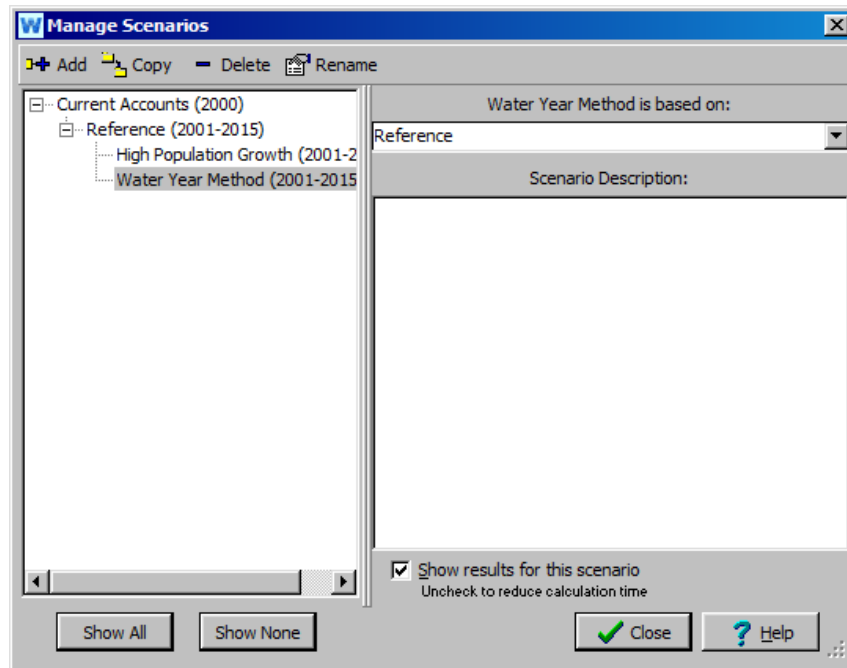 Manage Scenarios
Add Copy Delete Rename
Current Accounts (2000)
Reference (2001-2015)
High Population Growth (2001-2
Water Year Method (2001-2015
Water Year Method is based on:
Reference
Scenario Description:
Show results for this scenario
Uncheck to reduce calculation time
Show All Show None Close Help